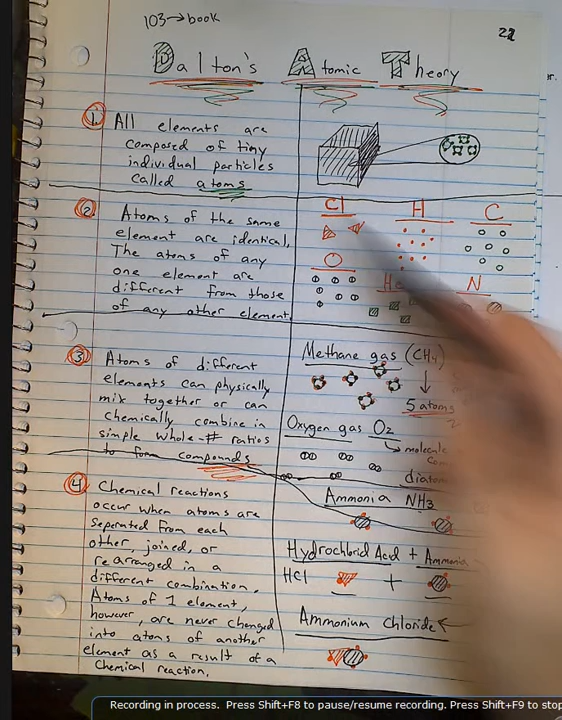 103→book
22
Dalton's Atomic Theory
1. All elements are
composed of tiny
individual particles
called atoms
2. Atoms of the same
element are identical.
The atoms of any
one element are
different from those
of any other element.
Cl H C
O He N
3. Atoms of different
elements can physically
mix together or can
chemically combine in
simple whole-# ratios
to form compounds
Methane gas (CH4)
5 atoms
Oxygen gas O2
molecule
diatom
4. Chemical reactions
occur when atoms are
separated from each
other, joined, or
rearranged in a
different combination.
Atoms of 1 element,
however, are never changed
into atoms of another
element as a result of a
Chemical reaction.
Ammonia NH3
Hydrochloric Acid + Ammonia
HCl +
Ammonium Chloride
Recording in process. Press Shift+F8 to pause/resume recording. Press Shift+F9 to stop